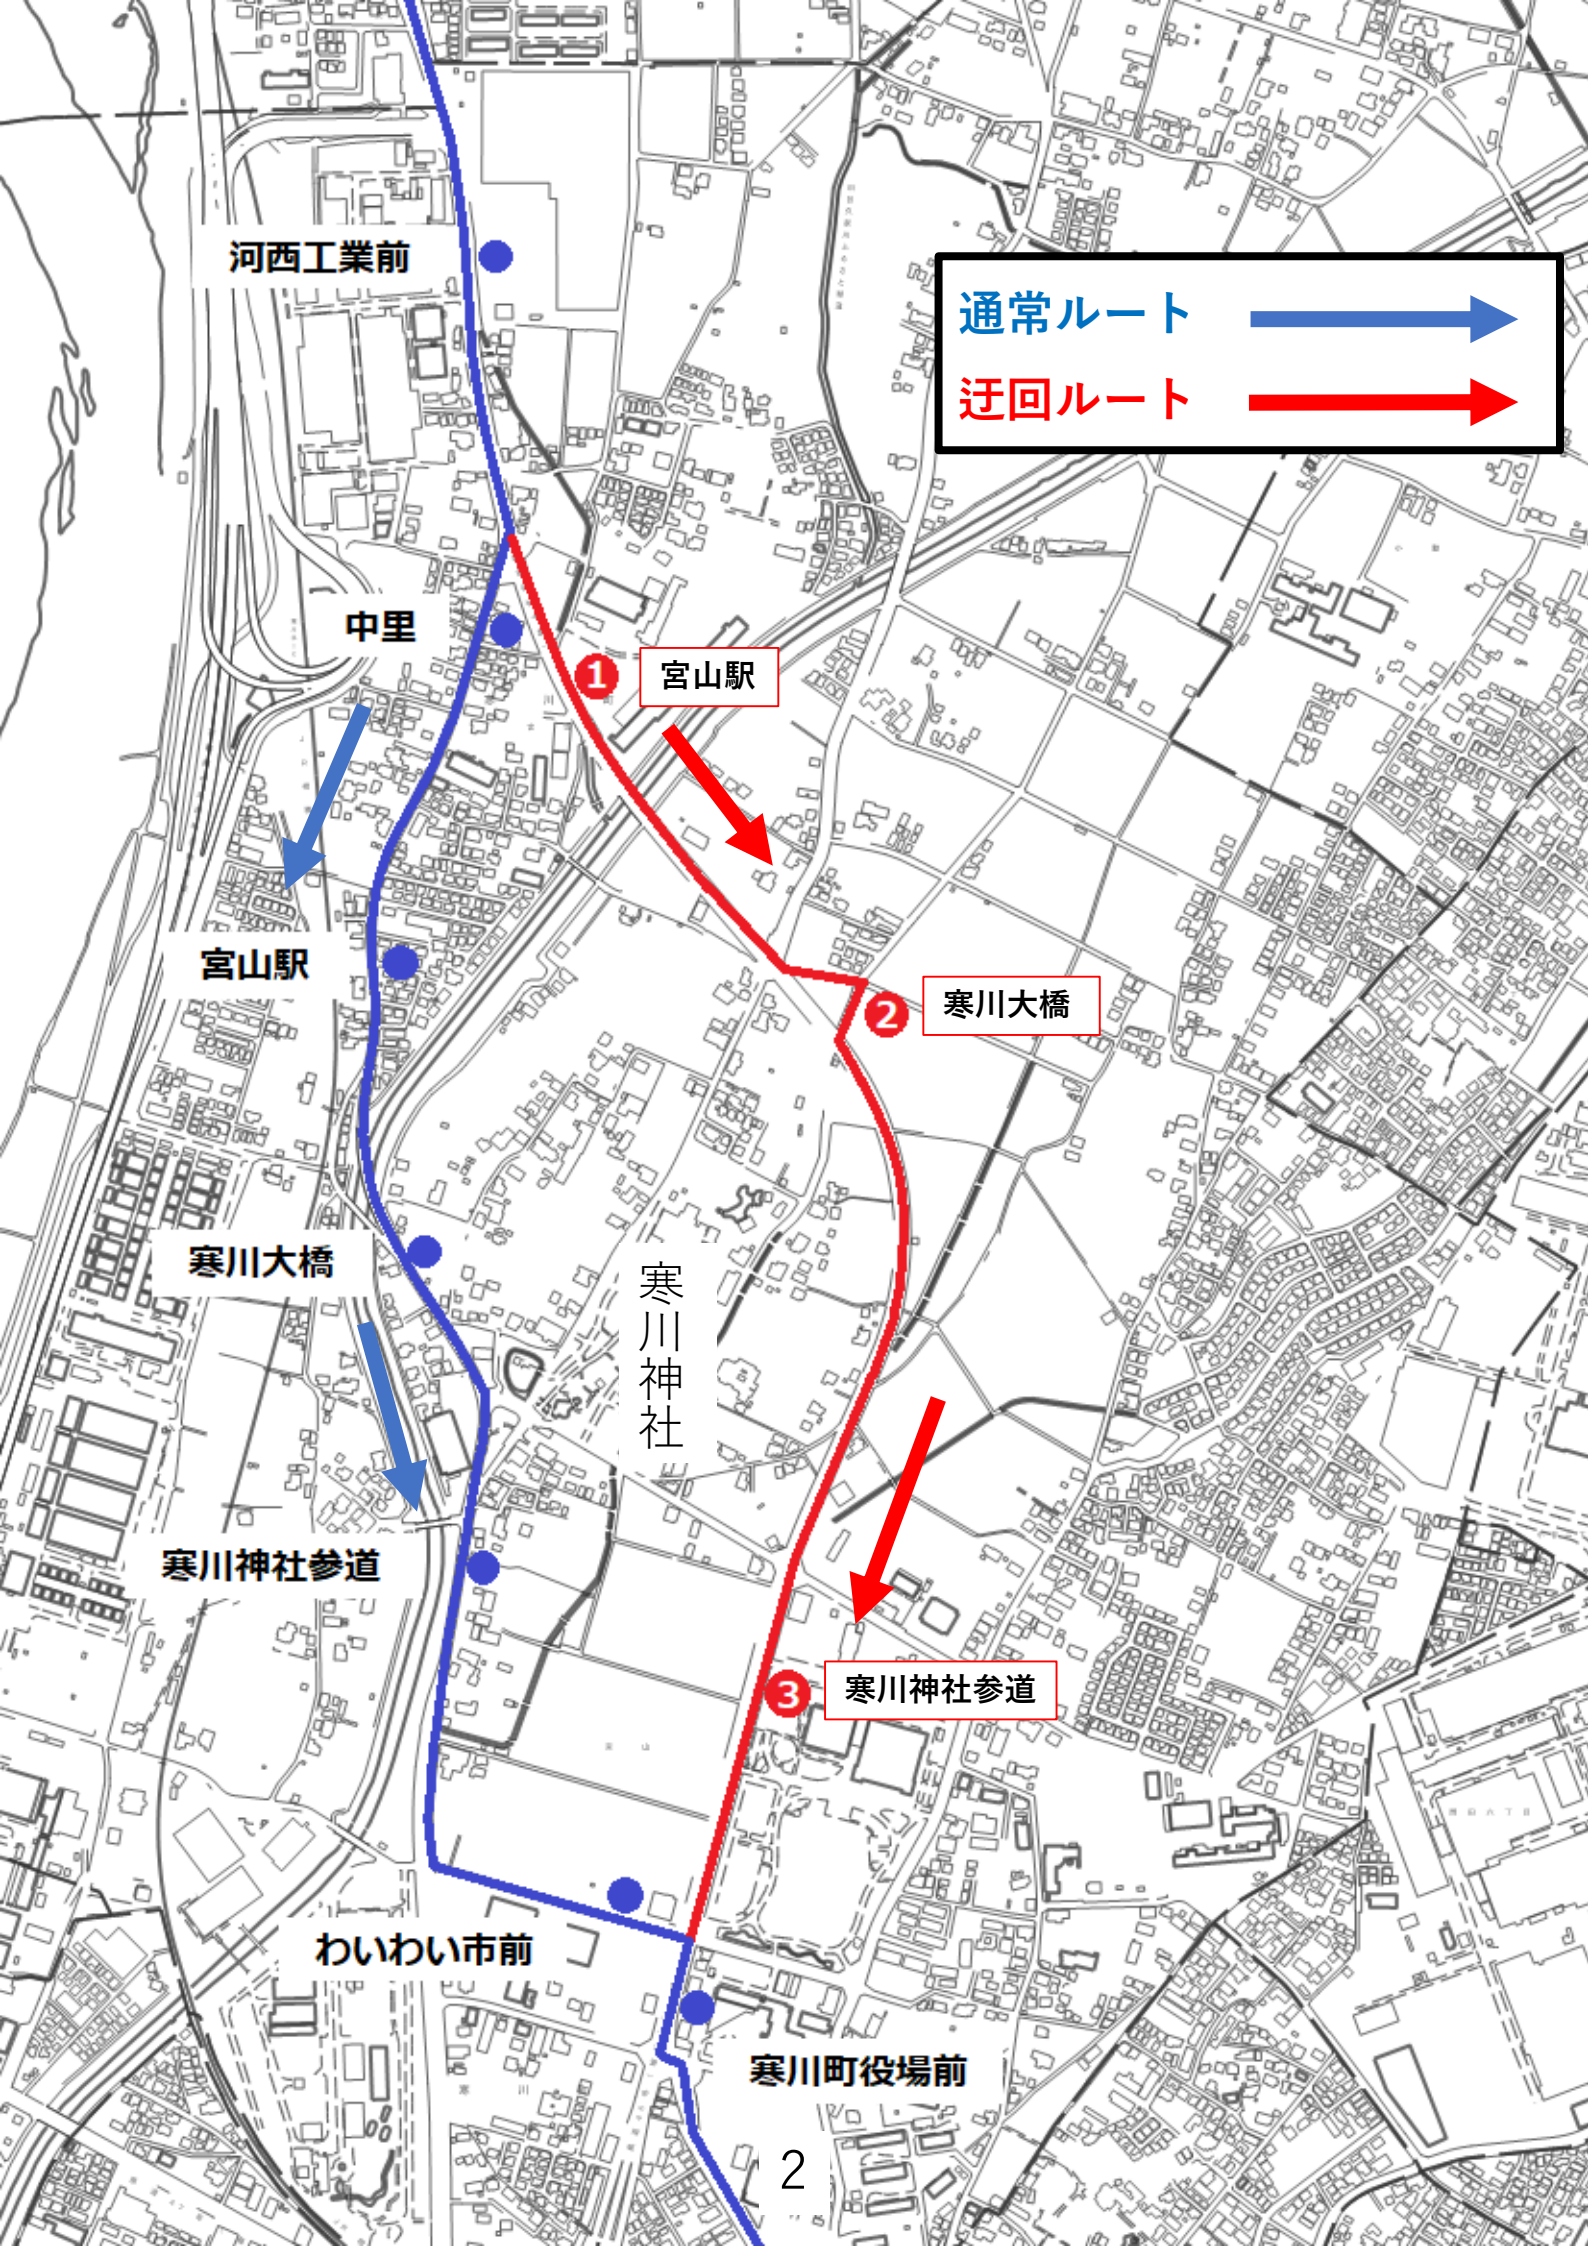 河西工業前
通常ルート
迂回ルート
中里
1
宮山駅
宮山駅
2
寒川大橋
寒川大橋
寒川神社
寒川神社参道
3
寒川神社参道
わいわい市前
寒川町役場前
2